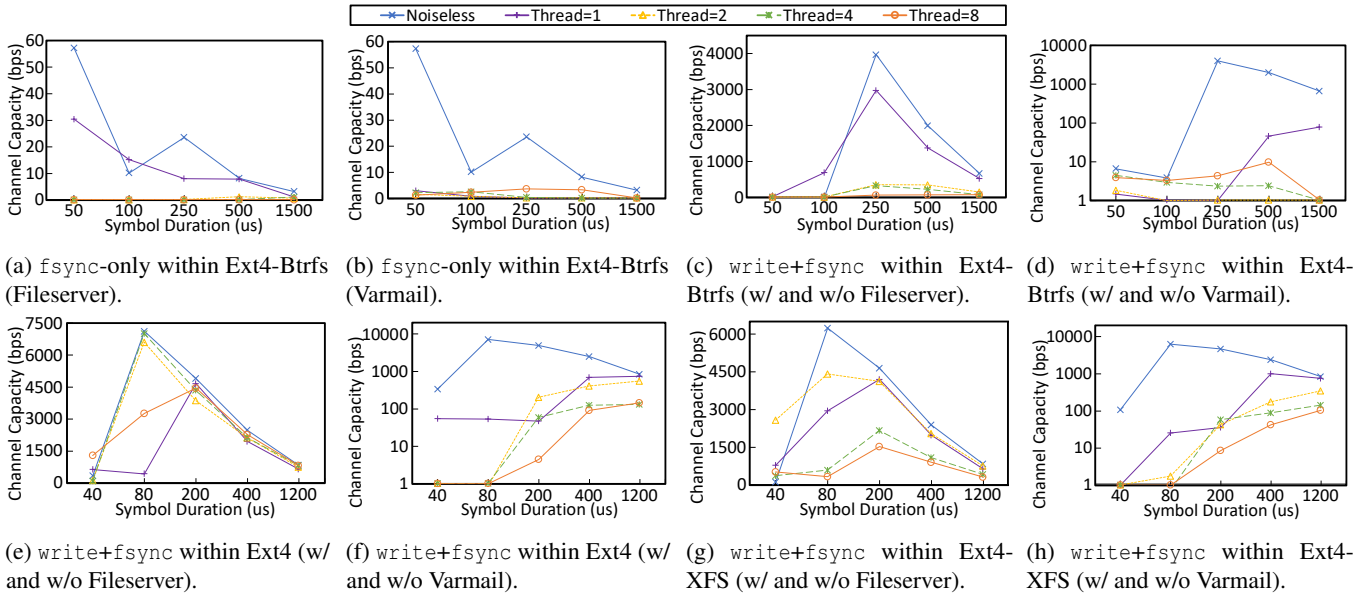 Noiseless Thread=1 Thread=2 Thread=4 Thread=8
Channel Capacity (bps)
60
50
40
30
20
10
0
50 100 250 500 1500
Symbol Duration (us)
(a) fsync-only within Ext4-Btrfs
(Fileserver).
Channel Capacity (bps)
60
50
40
30
20
10
0
50 100 250 500 1500
Symbol Duration (us)
(b) fsync-only within Ext4-Btrfs
(Varmail).
Channel Capacity (bps)
4000
3000
2000
1000
0
50 100 250 500 1500
Symbol Duration (us)
(c) write+fsync within Ext4-
Btrfs (w/ and w/o Fileserver).
Channel Capacity (bps)
10000
1000
100
10
1
50 100 250 500 1500
Symbol Duration (us)
(d) write+fsync within Ext4-
Btrfs (w/ and w/o Varmail).
Channel Capacity (bps)
7500
6000
4500
3000
1500
0
40 80 200 400 1200
Symbol Duration (us)
(e) write+fsync within Ext4 (w/
and w/o Fileserver).
Channel Capacity (bps)
10000
1000
100
10
1
40 80 200 400 1200
Symbol Duration (us)
(f) write+fsync within Ext4 (w/
and w/o Varmail).
Channel Capacity (bps)
6000
4500
3000
1500
0
40 80 200 400 1200
Symbol Duration (us)
(g) write+fsync within Ext4-
XFS (w/ and w/o Fileserver).
Channel Capacity (bps)
10000
1000
100
10
1
40 80 200 400 1200
Symbol Duration (us)
(h) write+fsync within Ext4-
XFS (w/ and w/o Varmail).